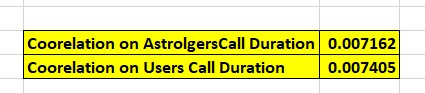 Coorelation on AstrolgersCall Duration 0.007162
Coorelation on Users Call Duration 0.007405